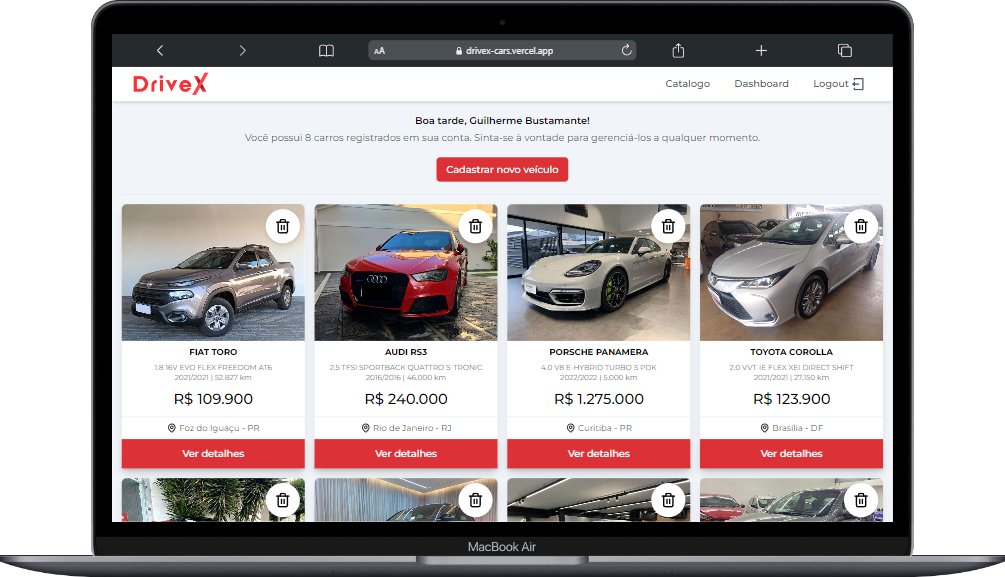 AA drivex-cars.vercel.app
DriveX
Catalogo Dashboard Logout
Boa tarde, Guilherme Bustamante!
Você possui 8 carros registrados em sua conta. Sinta-se à vontade para gerenciá-los a qualquer momento.
Cadastrar novo veículo
FIAT TORO
1.8 16V EVO FLEX FREEDOM AT6
2021/2021 | 52.827 km
R$ 109.900
Foz do Iguaçu - PR
Ver detalhes
AUDI RS3
2.5 TFSI SPORTBACK QUATTRO S TRONIC
2016/2016 | 46.000 km
R$ 240.000
Rio de Janeiro - RJ
Ver detalhes
PORSCHE PANAMERA
4.0 V8 E-HYBRID TURBO S PDK
2022/2022 | 5.000 km
R$ 1.275.000
Curitiba - PR
Ver detalhes
TOYOTA COROLLA
2.0 VVT-IE FLEX XEI DIRECT SHIFT
2021/2021 | 27.150 km
R$ 123.900
Brasilia - DF
Ver detalhes
MacBook Air